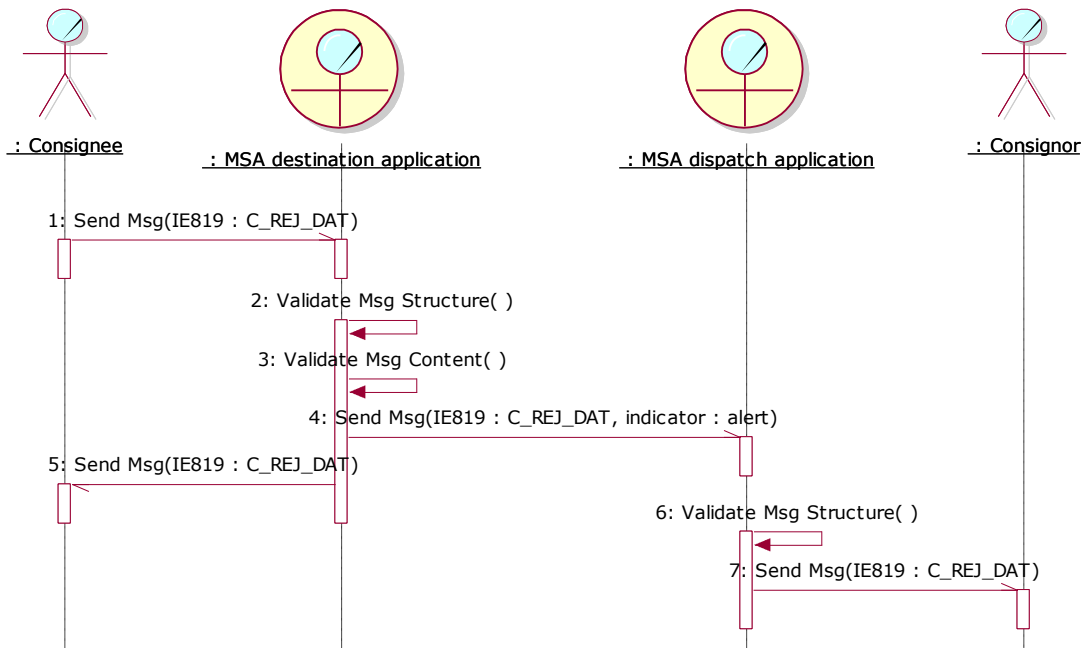 : Consignee
: MSA destination application
: MSA dispatch application
: Consignor
1: Send Msg(IE819 : C_REJ_DAT)
2: Validate Msg Structure( )
3: Validate Msg Content( )
4: Send Msg(IE819 : C_REJ_DAT, indicator : alert)
5: Send Msg(IE819 : C_REJ_DAT)
6: Validate Msg Structure( )
7: Send Msg(IE819 : C_REJ_DAT)